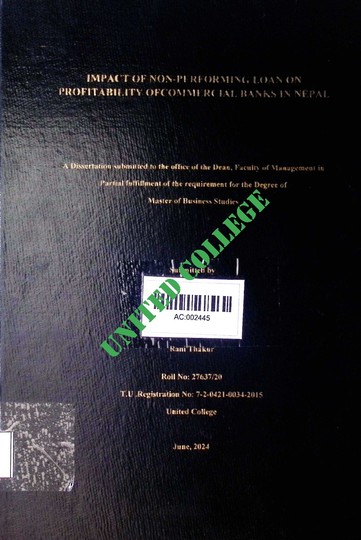 IMPACT OF NON-PERFORMING LOAN ON
PROFITABILITY OFCOMMERCIAL BANKS IN NEPAL
A Dissertation submitted to the office of the Dean, Faculty of Management in
Partial fulfillment of the requirement for the Degree of
Master of Business Studies
UNITED COLLEGE
Submitted by
AC:002445
Rani Thakur
Roll No: 27637/20
T.U .Registration No: 7-2-0421-0034-2015
United College
June, 2024